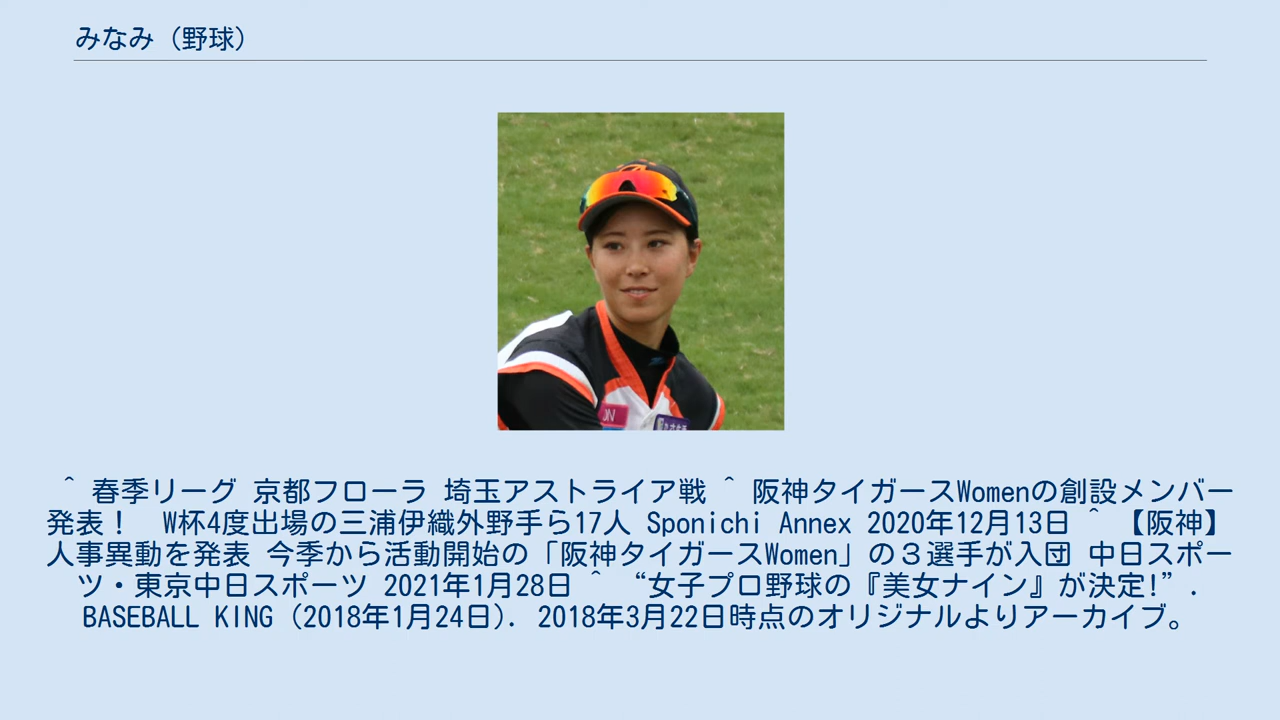 みなみ（野球）
ON
^ 春季リーグ 京都フローラ 埼玉アストライア戦 ^ 阪神タイガースWomenの創設メンバー
発表！　W杯4度出場の三浦伊織外野手ら17人 Sponichi Annex 2020年12月13日 ^ 【阪神】
人事異動を発表 今季から活動開始の「阪神タイガースWomen」の３選手が入団 中日スポー
ツ・東京中日スポーツ 2021年1月28日 ^ “女子プロ野球の『美女ナイン』が決定!”.
BASEBALL KING (2018年1月24日). 2018年3月22日時点のオリジナルよりアーカイブ。